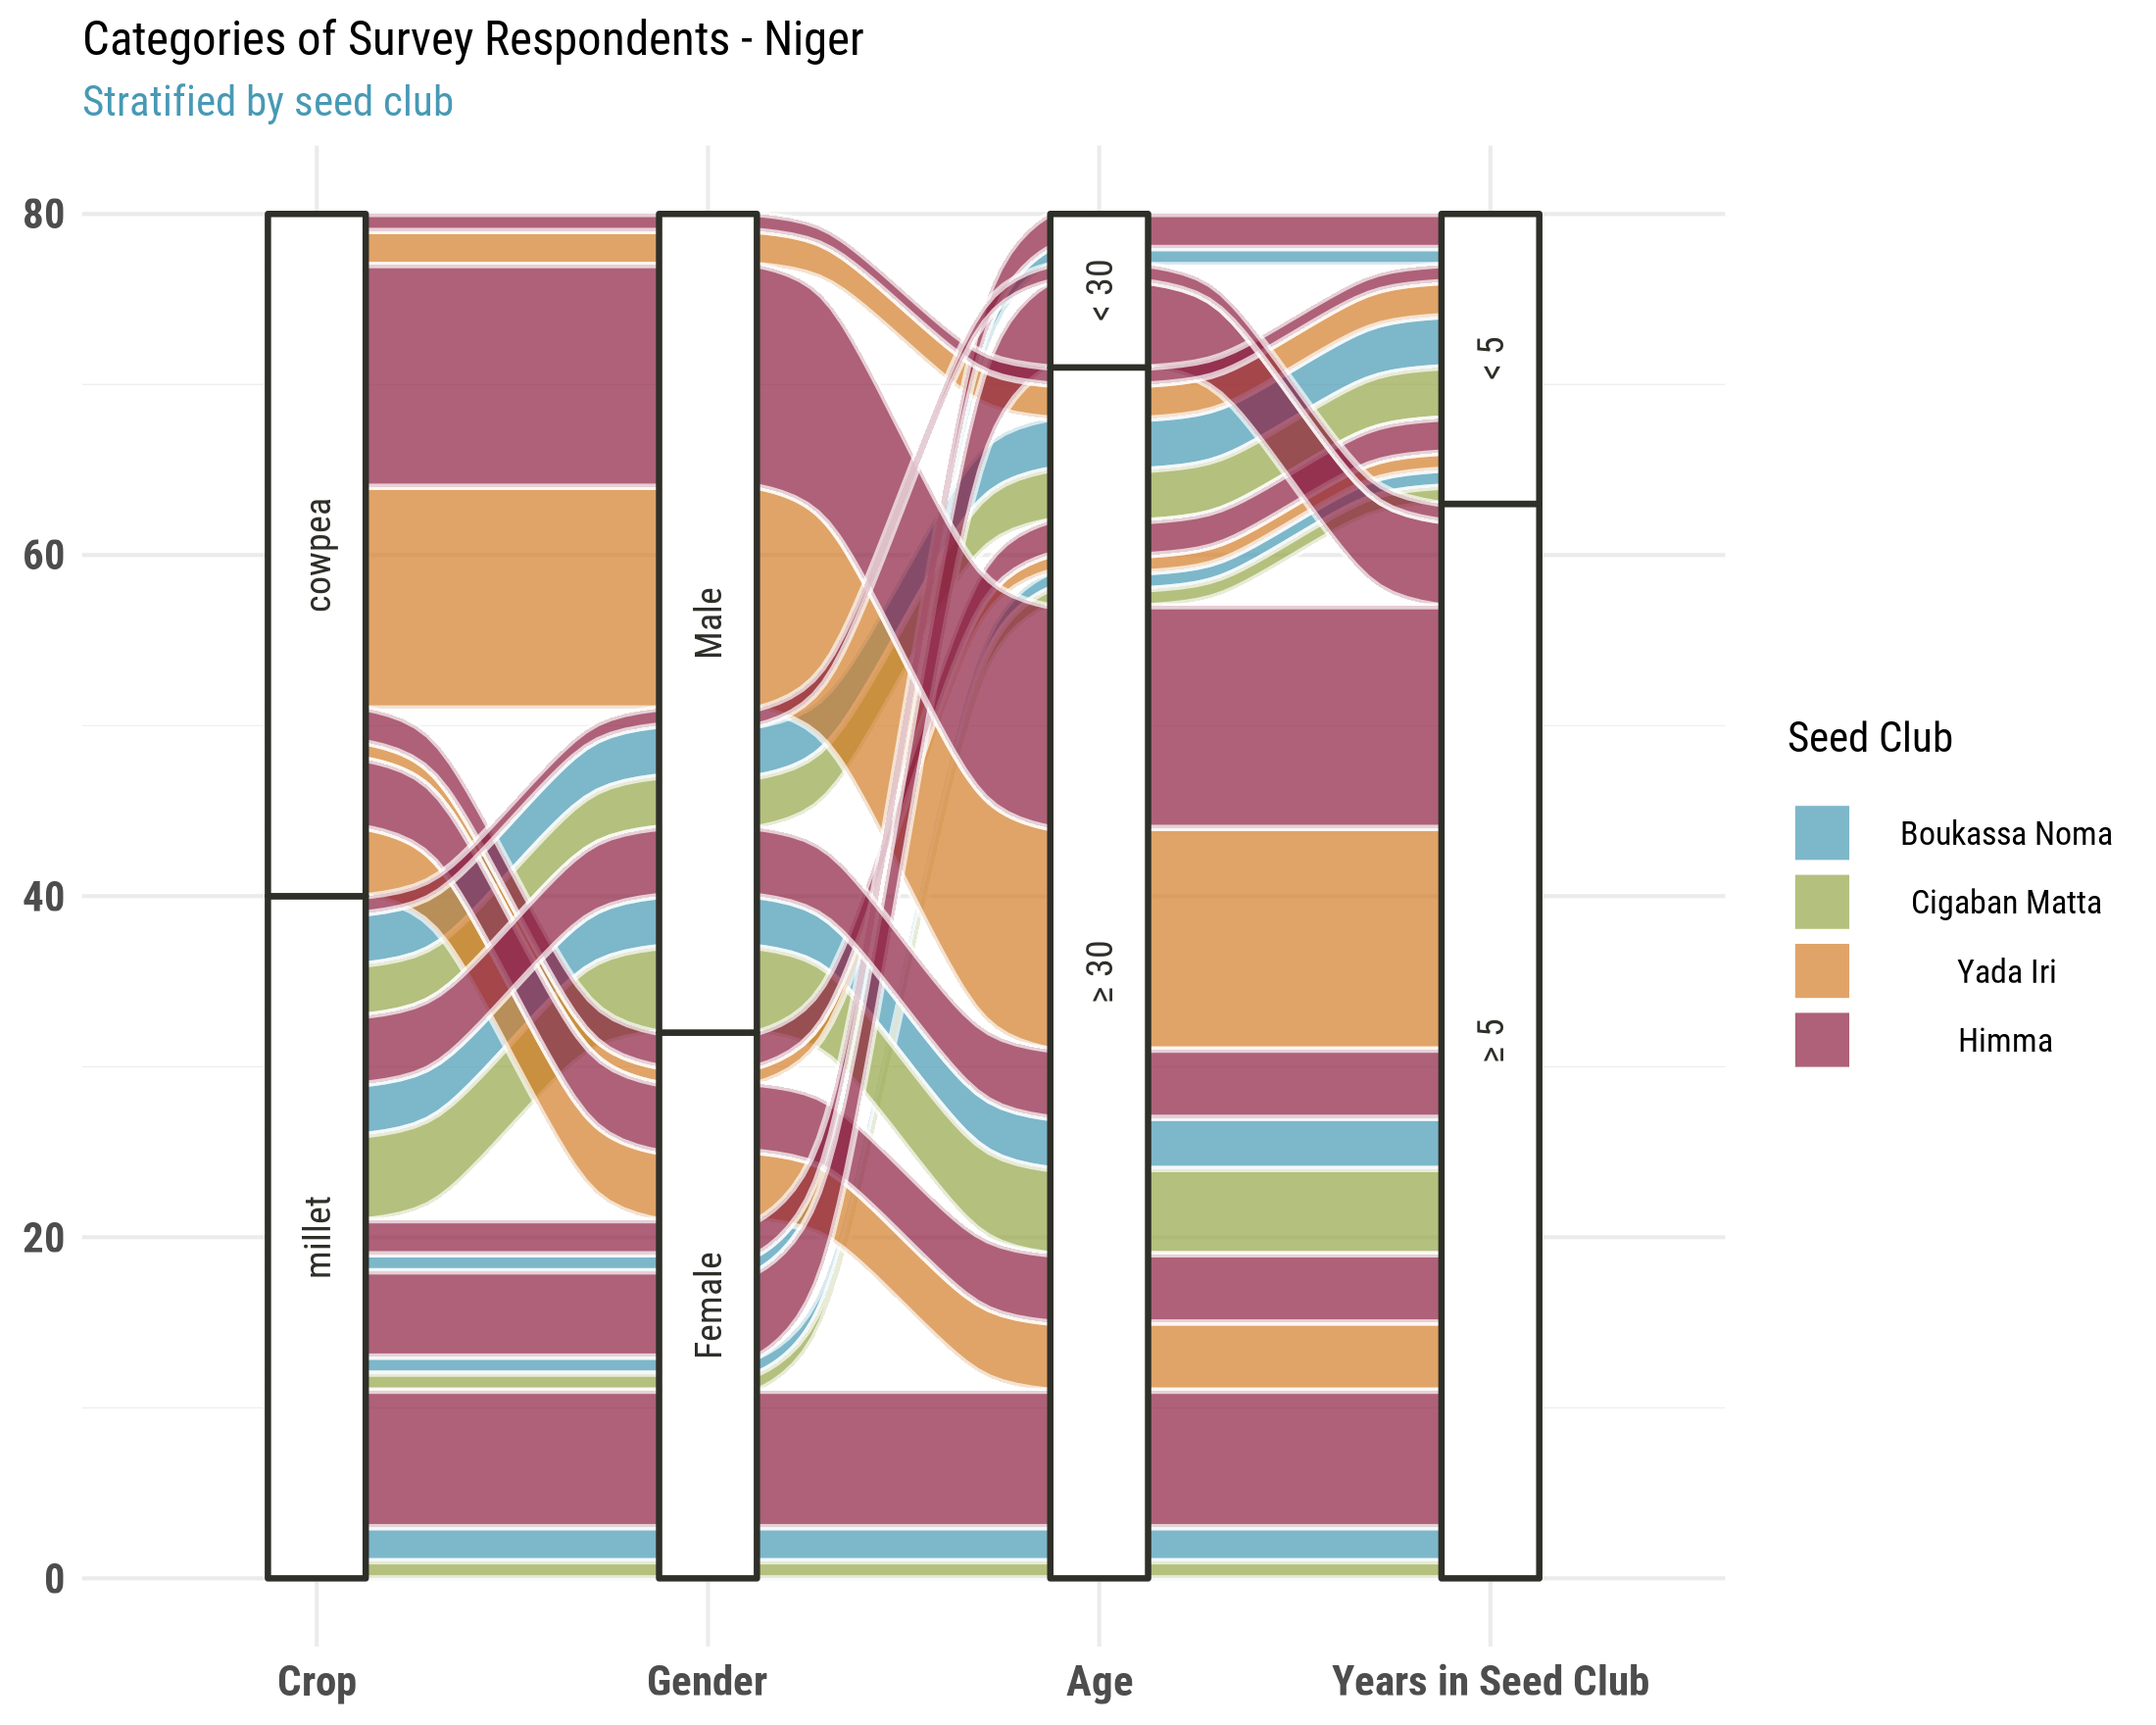 Categories of Survey Respondents - Niger
Stratified by seed club
80
60
40
20
0
cowpea
millet
Male
Female
< 30
≥ 30
< 5
≥ 5
Crop
Gender
Age
Years in Seed Club
Seed Club
Boukassa Noma
Cigaban Matta
Yada Iri
Himma